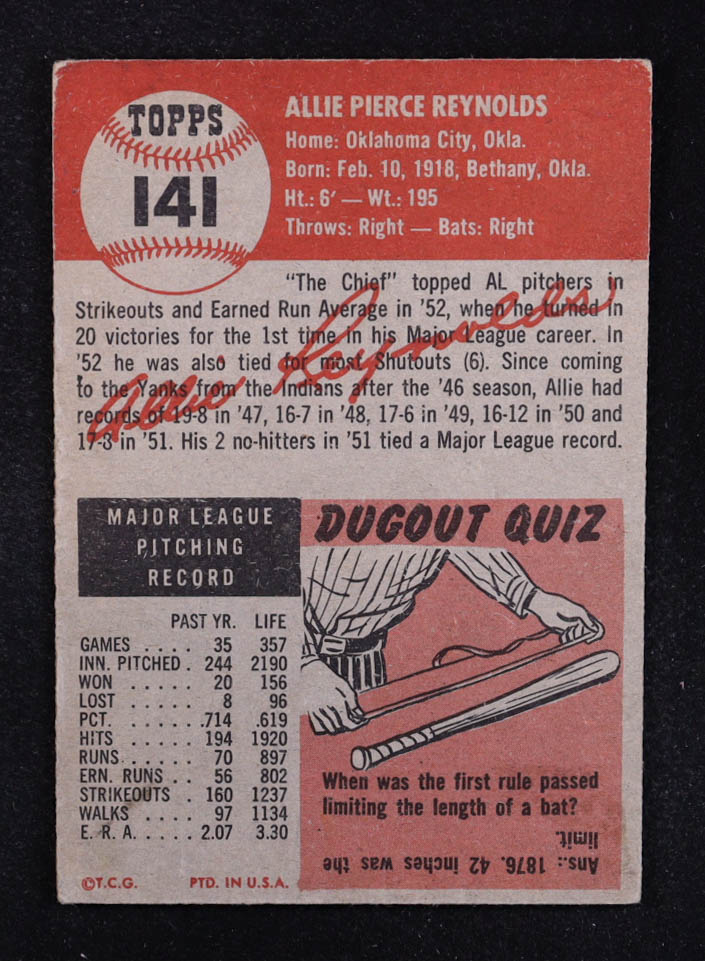 TOPPS
141
ALLIE PIERCE REYNOLDS
Home: Oklahoma City, Okla.
Born: Feb. 10, 1918, Bethany, Okla.
Ht.: 6' — Wt.: 195
Throws: Right — Bats: Right
"The Chief" topped AL pitchers in
Strikeouts and Earned Run Average in '52, when he turned in
20 victories for the 1st time in his Major League career. In
'52 he was also tied for most Shutouts (6). Since coming
to the Yanks from the Indians after the '46 season, Allie had
records of 19-8 in '47, 16-7 in '48, 17-6 in '49, 16-12 in '50 and
17-8 in '51. His 2 no-hitters in '51 tied a Major League record.
Allie Reynolds
MAJOR LEAGUE
PITCHING
RECORD
PAST YR. LIFE
GAMES . . . . 35 357
INN. PITCHED . 244 2190
WON . . . . . 20 156
LOST . . . . . 8 96
PCT. . . . . . .714 .619
HITS . . . . . 194 1920
RUNS . . . . . 70 897
ERN. RUNS . . 56 802
STRIKEOUTS . 160 1237
WALKS . . . . 97 1134
E. R. A. . . . . . 2.07 3.30
©T.C.G. PTD. IN U.S.A.
DUGOUT QUIZ
When was the first rule passed
limiting the length of a bat?
Ans.: 1876. 42 inches was the
limit.